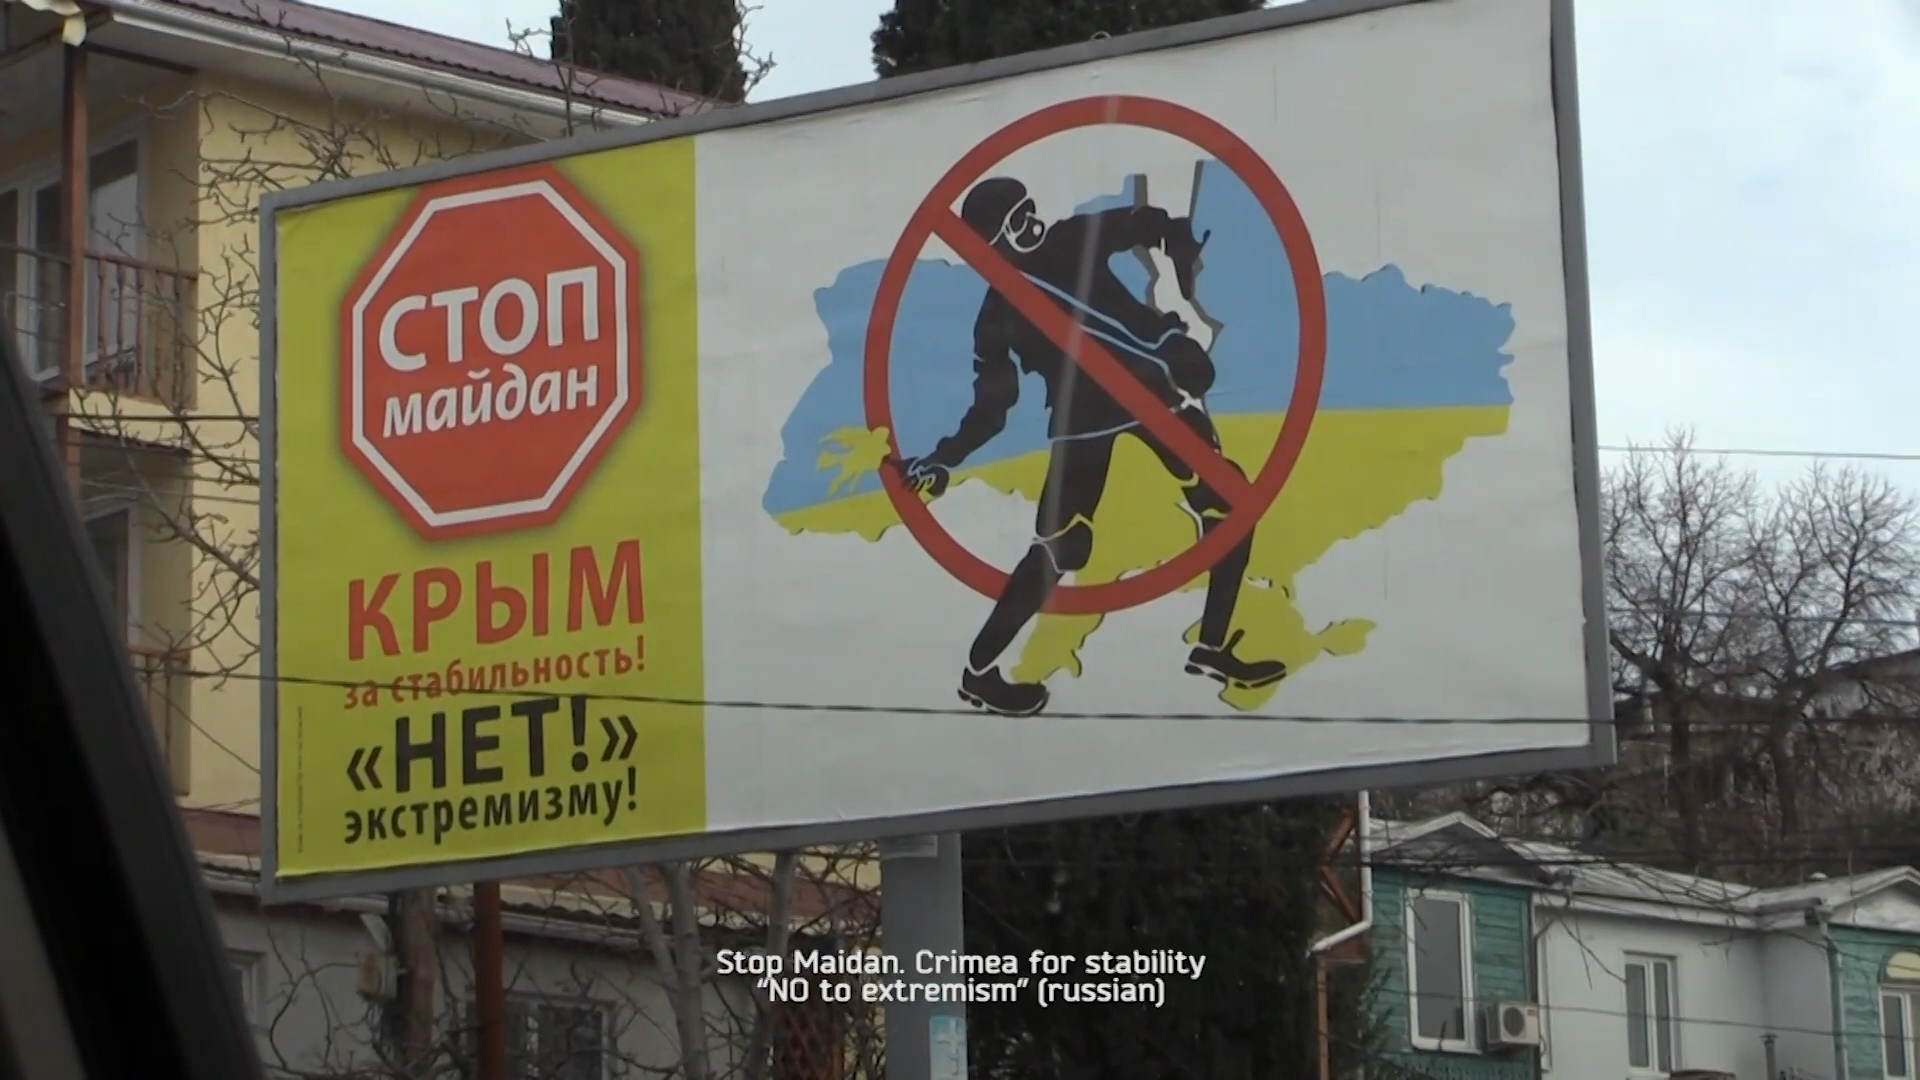 СТОП
майдан
КРЫМ
за стабильность!
«НЕТ!»
экстремизму!
Stop Maidan. Crimea for stability
“NO to extremism” (russian)